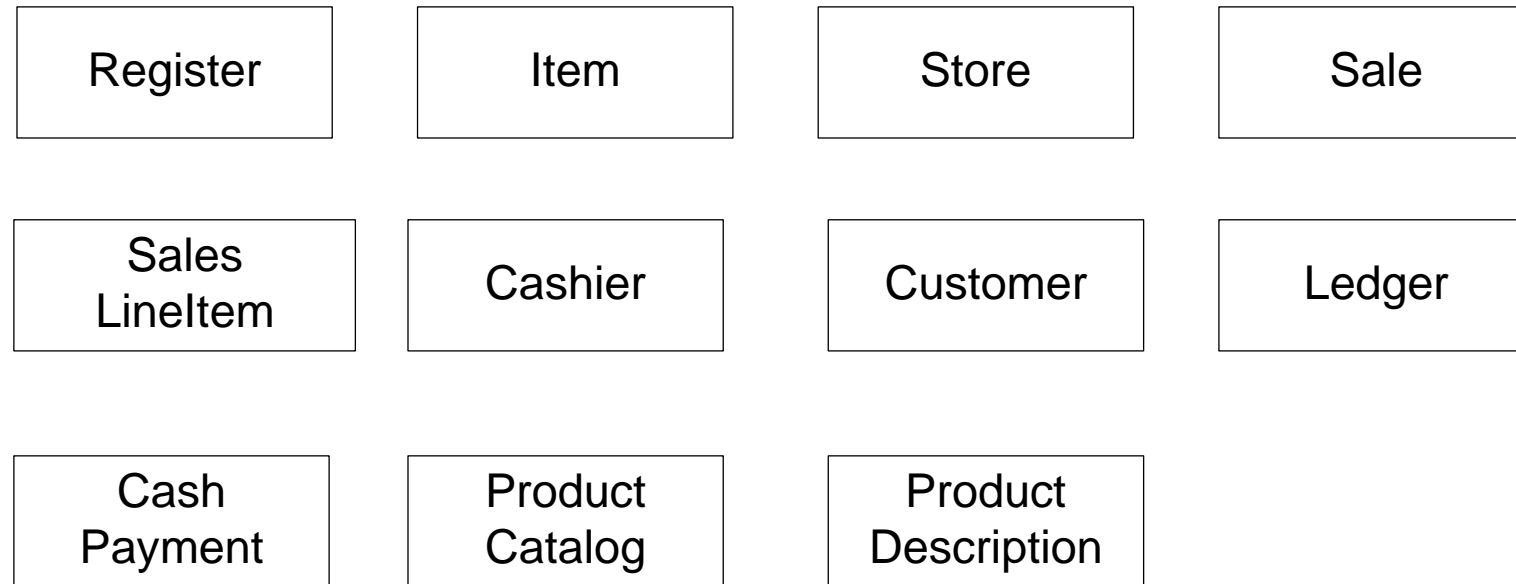 Register
Item
Store
Sale
Sales
LineItem
Cashier
Customer
Ledger
Cash
Payment
Product
Catalog
Product
Description